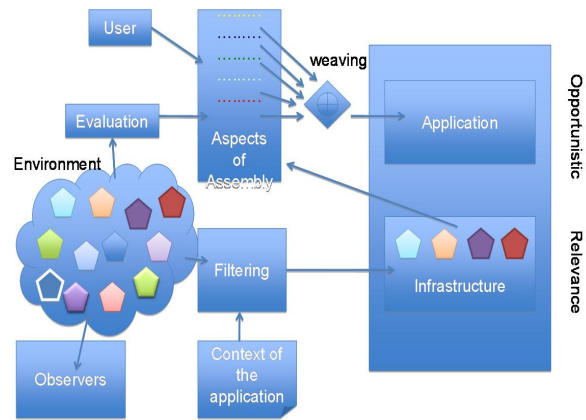 User
weaving
Opportunistic
Evaluation
Application
Aspects
of
Assembly
Environment
Relevance
Filtering
Infrastructure
Observers
Context of
the
application